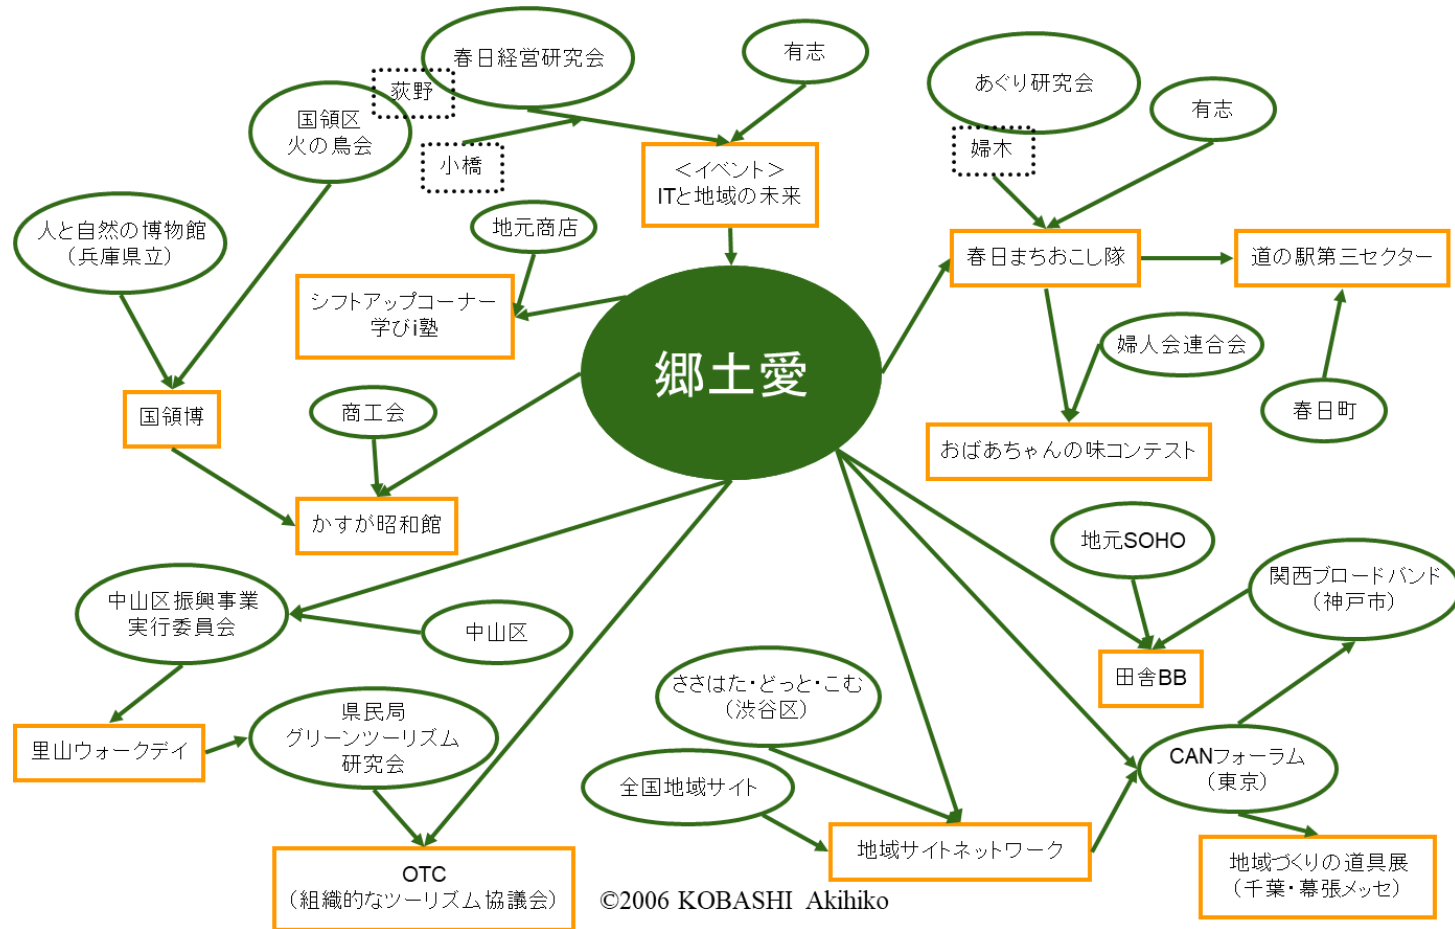 春日経営研究会
有志
荻野
あぐり研究会
有志
国領区
火の鳥会
小橋
婦木
＜イベント＞
ITと地域の未来
人と自然の博物館
（兵庫県立）
地元商店
春日まちおこし隊
道の駅第三セクター
シフトアップコーナー
学びi塾
婦人会連合会
郷土愛
国領博
商工会
春日町
おばあちゃんの味コンテスト
かすが昭和館
地元SOHO
関西ブロードバンド
（神戸市）
中山区振興事業
実行委員会
中山区
田舎BB
ささはた・どっと・こむ
（渋谷区）
里山ウォークデイ
県民局
グリーンツーリズム
研究会
CANフォーラム
（東京）
全国地域サイト
地域サイトネットワーク
地域づくりの道具展
（千葉・幕張メッセ）
OTC
（組織的なツーリズム協議会）
©2006 KOBASHI Akihiko